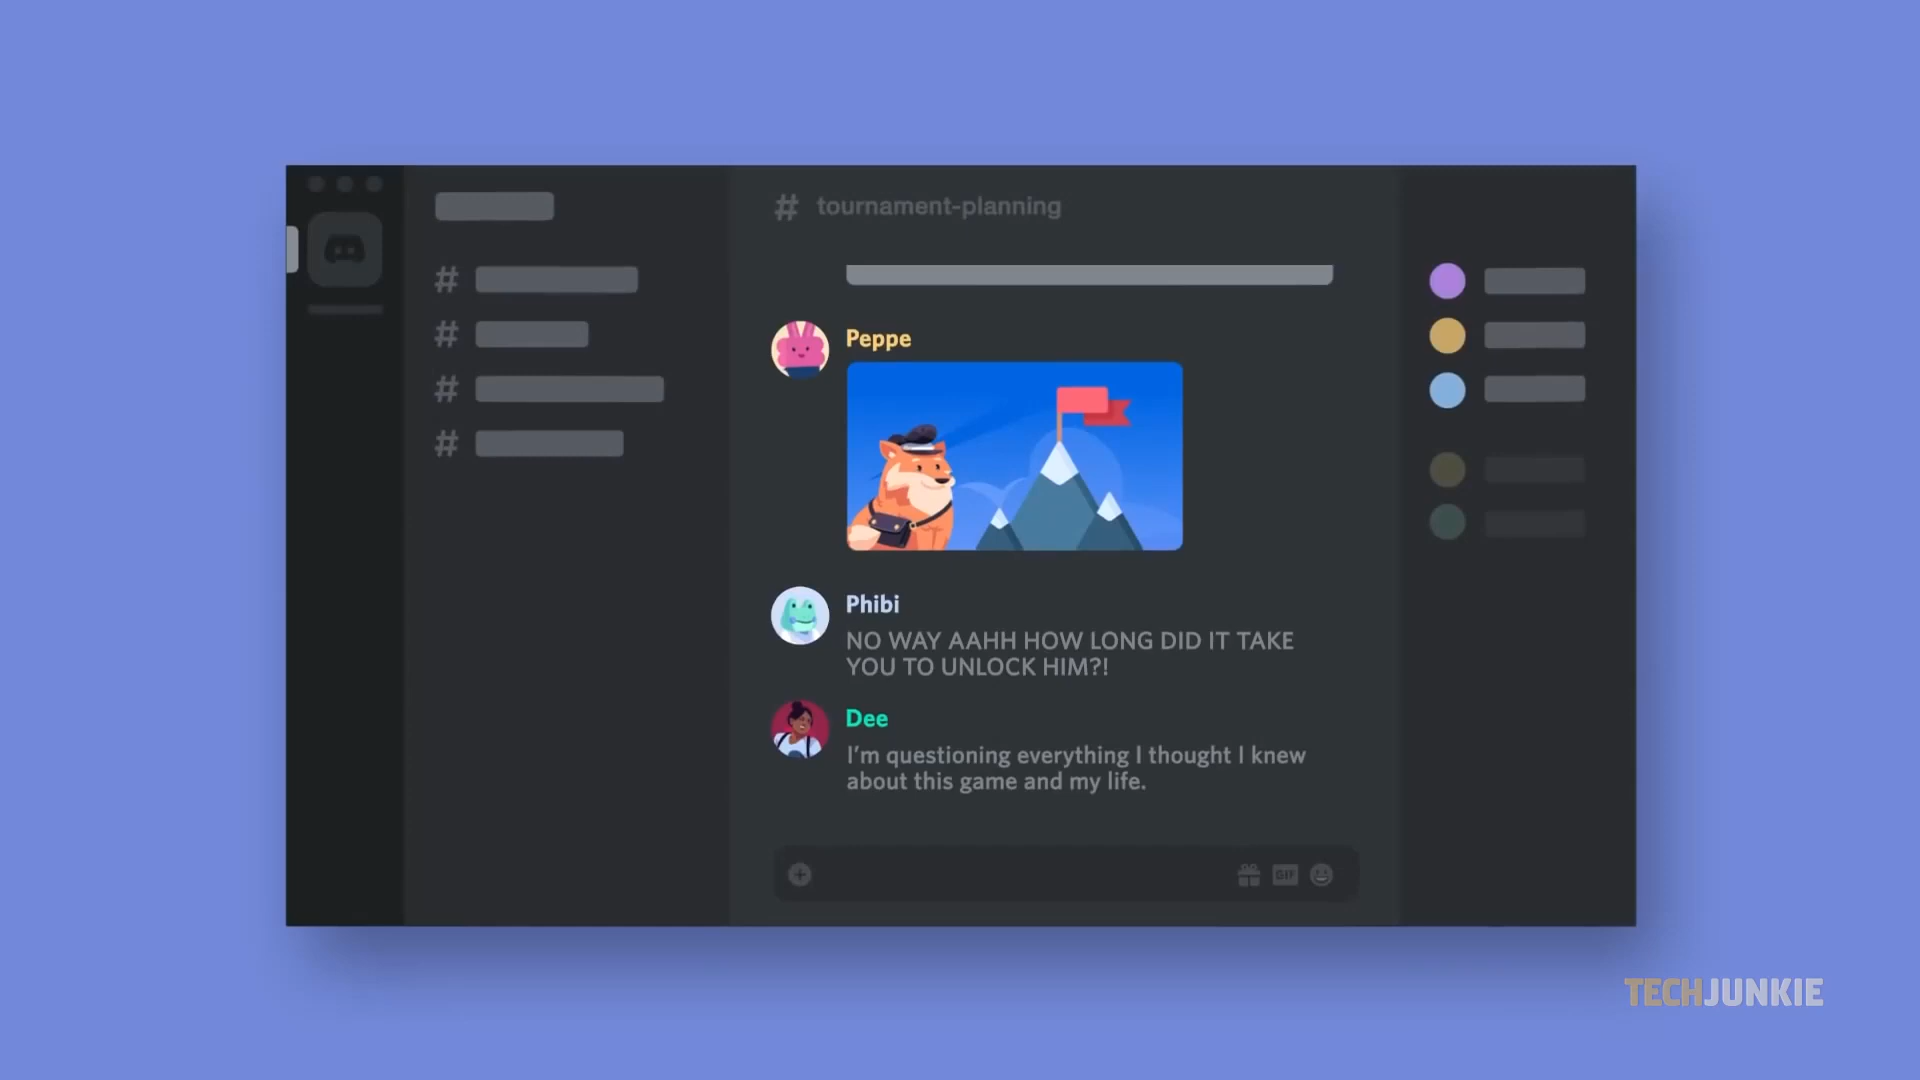 # tournament-planning
Peppe
Phibi
NO WAY AAHH HOW LONG DID IT TAKE
YOU TO UNLOCK HIM?!
Dee
I'm questioning everything I thought I knew
about this game and my life.
GIF
TECHJUNKIE